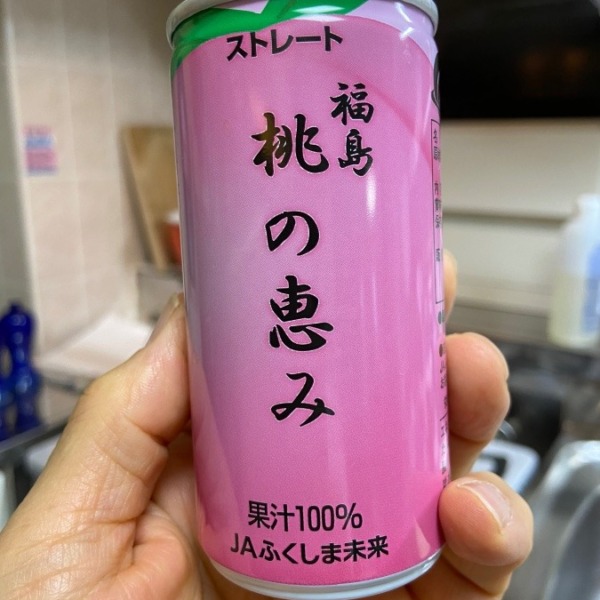 ストレート
福島
桃の恵み
果汁100%
JAふくしま未来